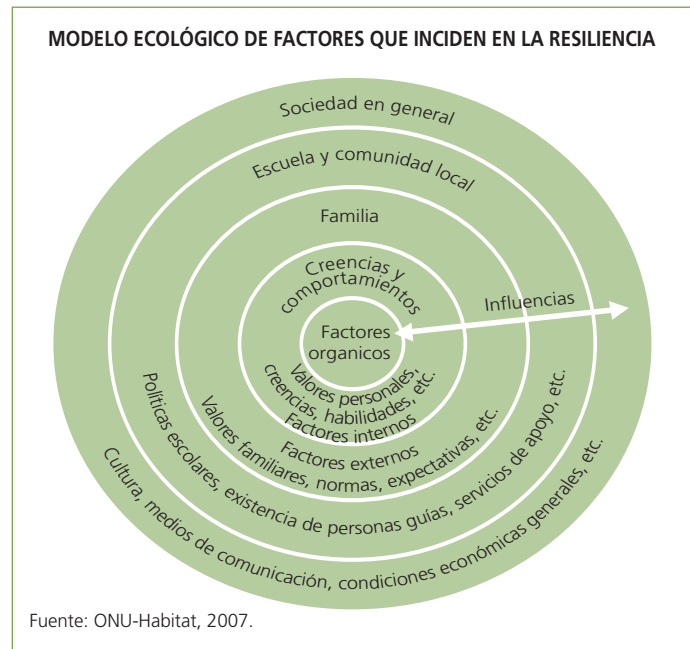 MODELO ECOLÓGICO DE FACTORES QUE INCIDEN EN LA RESILIENCIA
Sociedad en general
Escuela y comunidad local
Familia
Creencias y
comportamientos
Influencias
Factores
organicos
Valores personales,
creencias, habilidades, etc.
Factores internos
Factores externos
Valores familiares, normas, expectativas, etc.
Políticas escolares, existencia de personas guías, servicios de apoyo, etc.
Cultura, medios de comunicación, condiciones económicas generales, etc.
Fuente: ONU-Habitat, 2007.